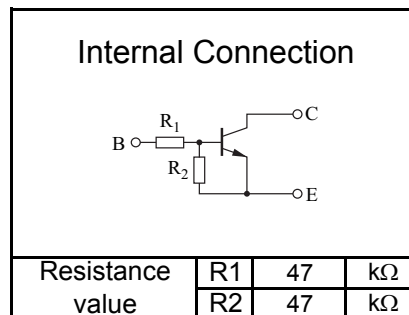 Internal Connection
C
R1
B
R2
E
Resistance value R1 47 kΩ
R2 47 kΩ